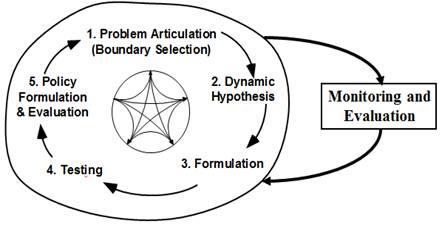 1. Problem Articulation
(Boundary Selection)
2. Dynamic
Hypothesis
3. Formulation
4. Testing
5. Policy
Formulation
& Evaluation
Monitoring and
Evaluation